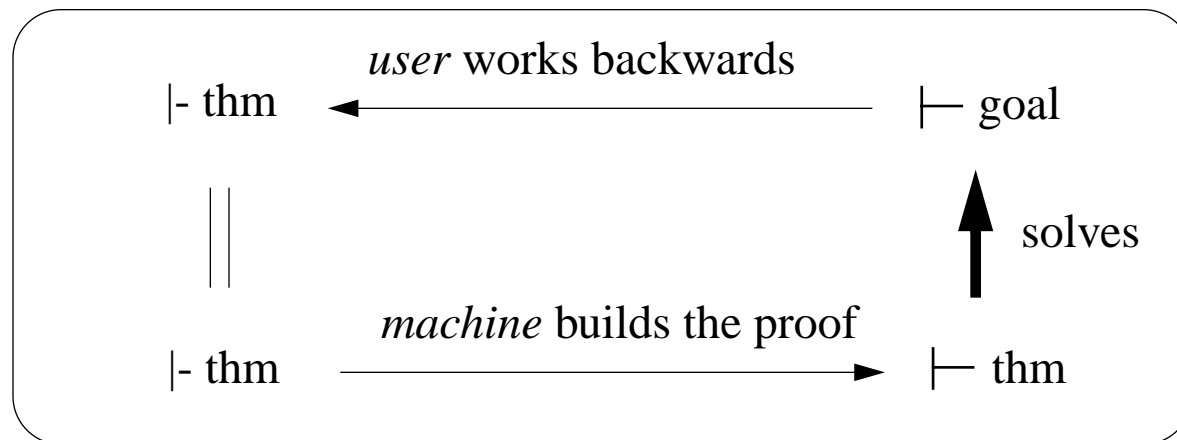 user works backwards
|- thm
⊢ goal
solves
machine builds the proof
|- thm
⊢ thm